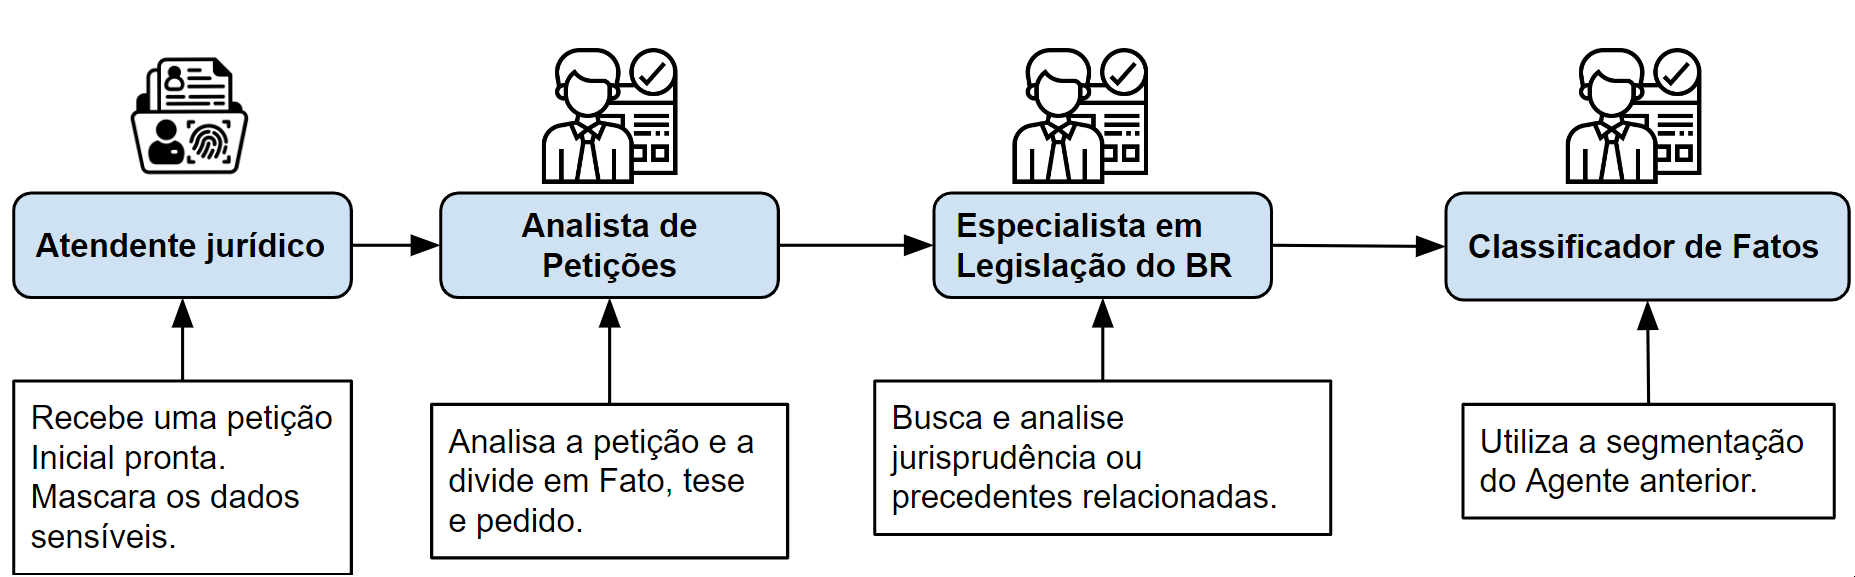 Atendente jurídico
Analista de
Petições
Especialista em
Legislação do BR
Classificador de Fatos
Recebe uma petição
Inicial pronta.
Mascara os dados
sensíveis.
Analisa a petição e a
divide em Fato, tese
e pedido.
Busca e analise
jurisprudência ou
precedentes relacionadas.
Utiliza a segmentação
do Agente anterior.